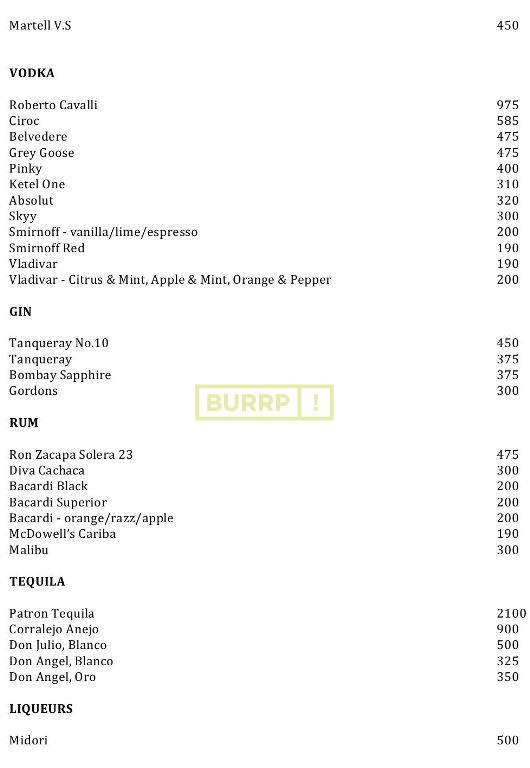 Martell V.S 450
VODKA
Roberto Cavalli 975
Ciroc 585
Belvedere 475
Grey Goose 475
Pinky 400
Ketel One 310
Absolut 320
Skyy 300
Smirnoff - vanilla/lime/espresso 200
Smirnoff Red 190
Vladivar 190
Vladivar - Citrus & Mint, Apple & Mint, Orange & Pepper 200
GIN
Tanqueray No.10 450
Tanqueray 375
Bombay Sapphire 375
Gordons 300
BURRP !
RUM
Ron Zacapa Solera 23 475
Diva Cachaca 300
Bacardi Black 200
Bacardi Superior 200
Bacardi - orange/razz/apple 200
McDowell's Cariba 190
Malibu 300
TEQUILA
Patron Tequila 2100
Corralejo Anejo 900
Don Julio, Blanco 500
Don Angel, Blanco 325
Don Angel, Oro 350
LIQUEURS
Midori 500